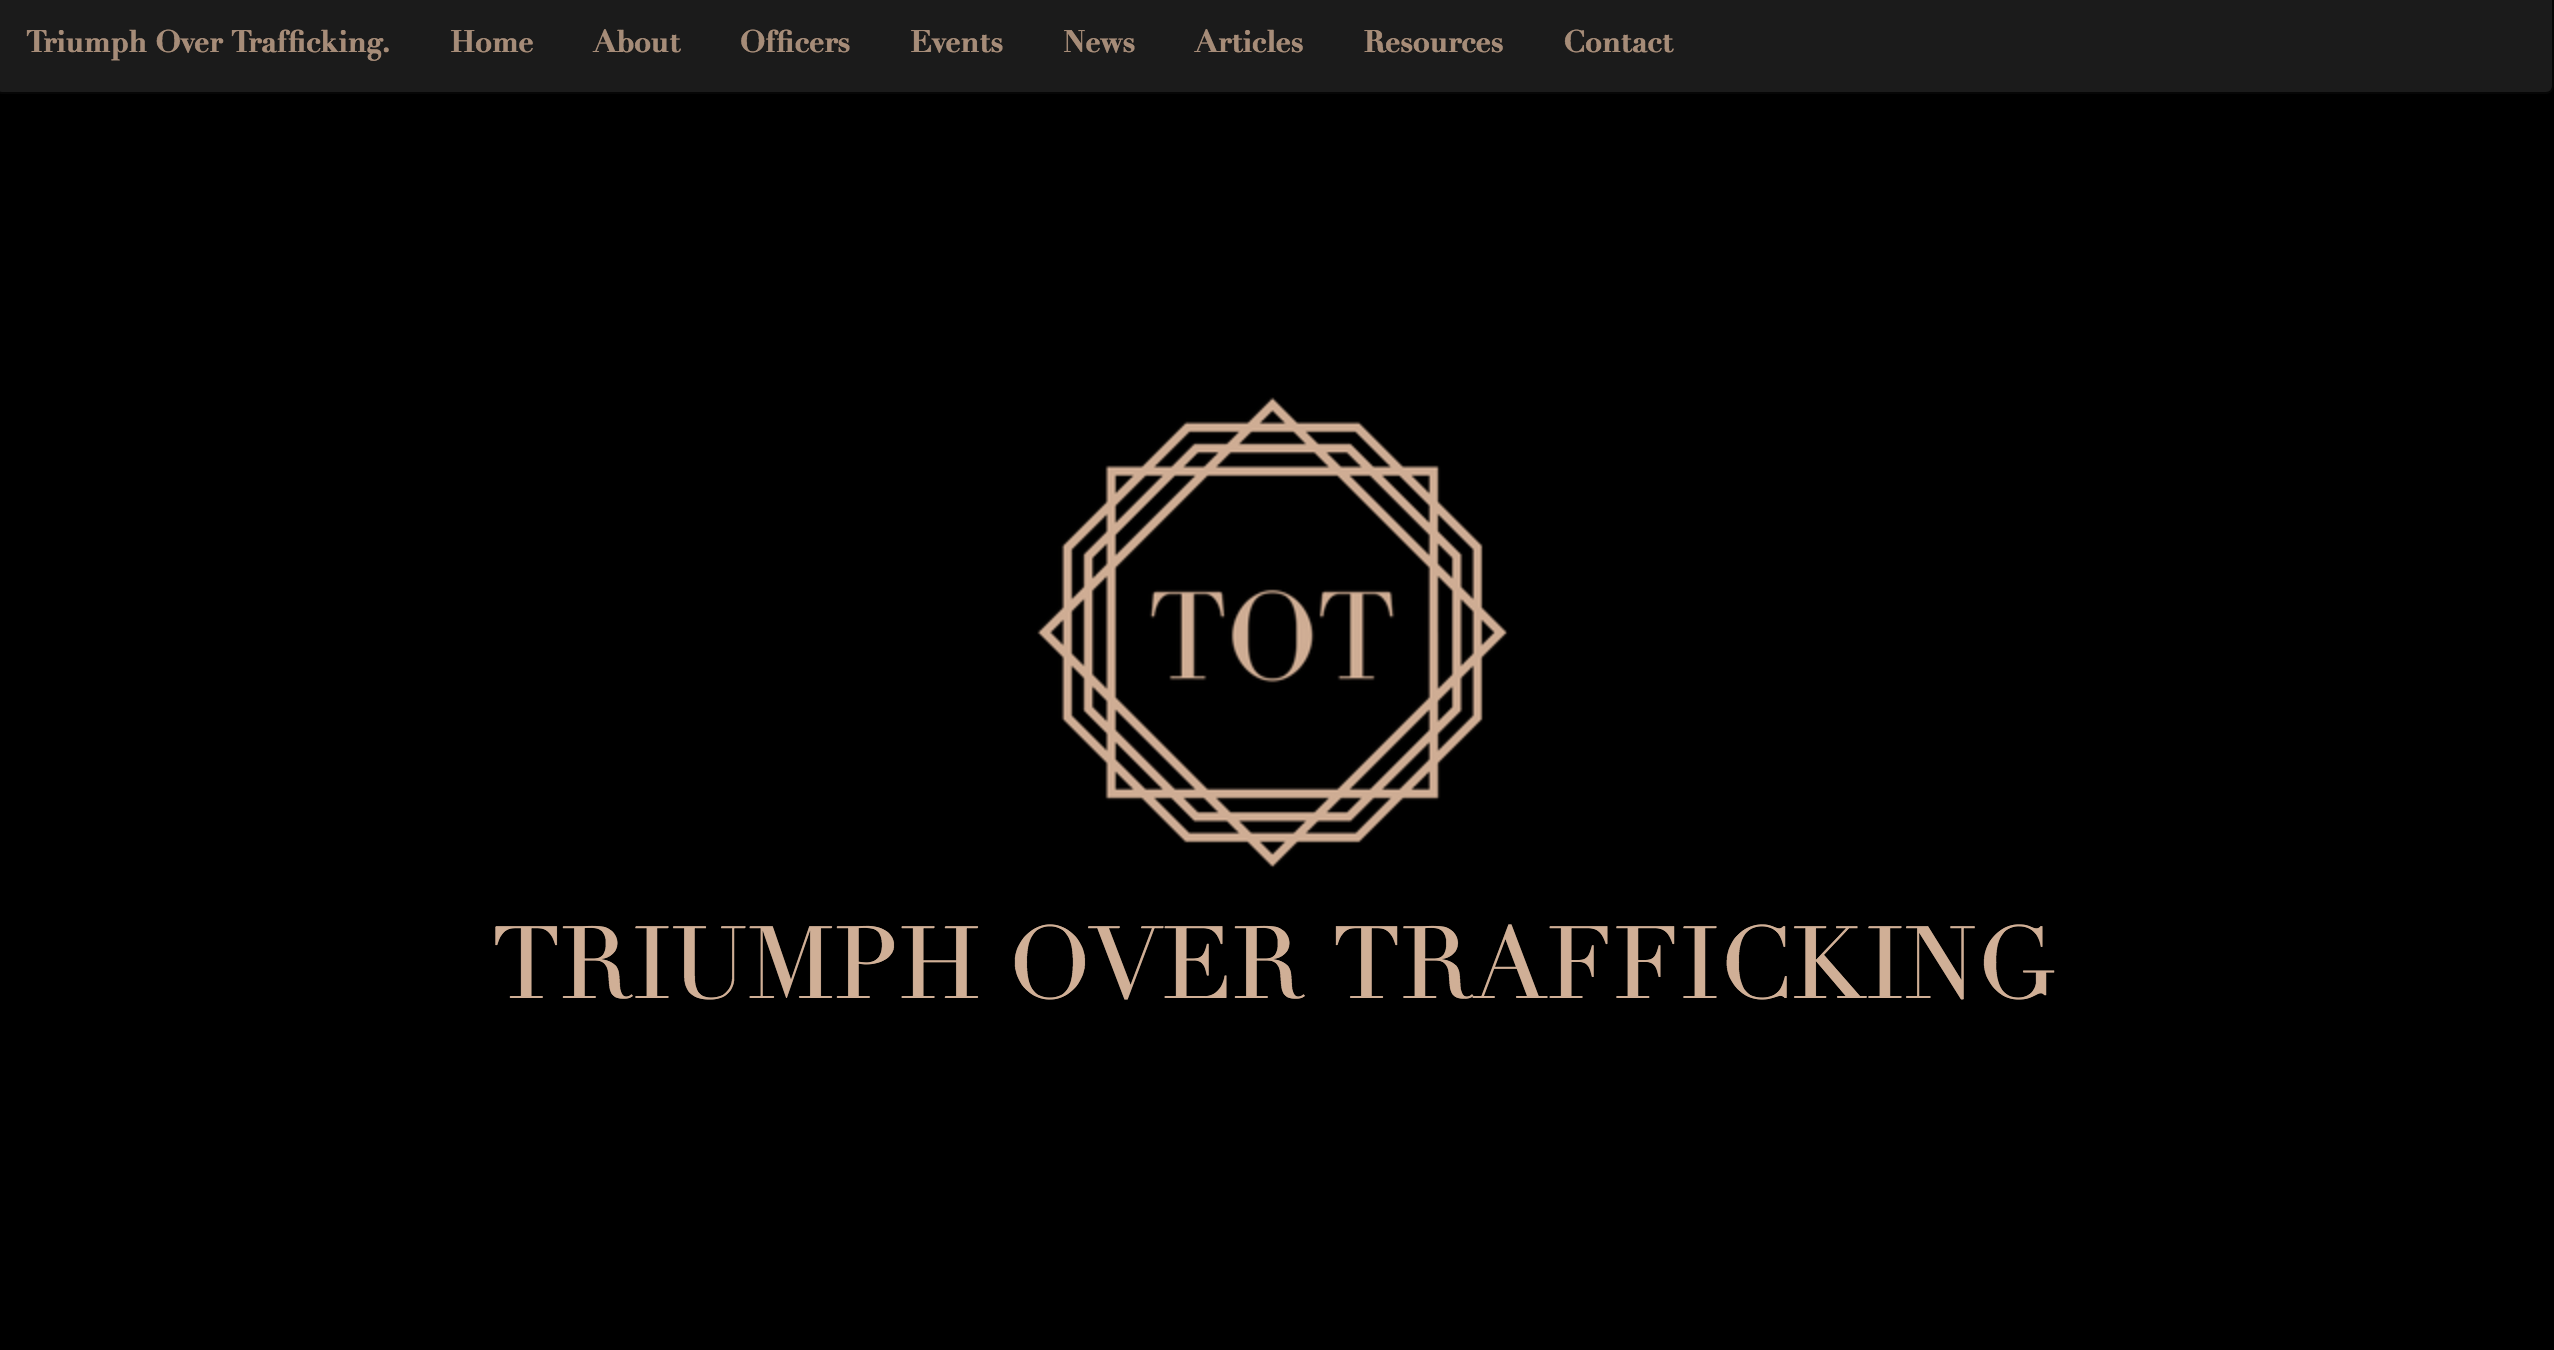 Triumph Over Trafficking. Home About Officers Events News Articles Resources Contact
TOT
TRIUMPH OVER TRAFFICKING